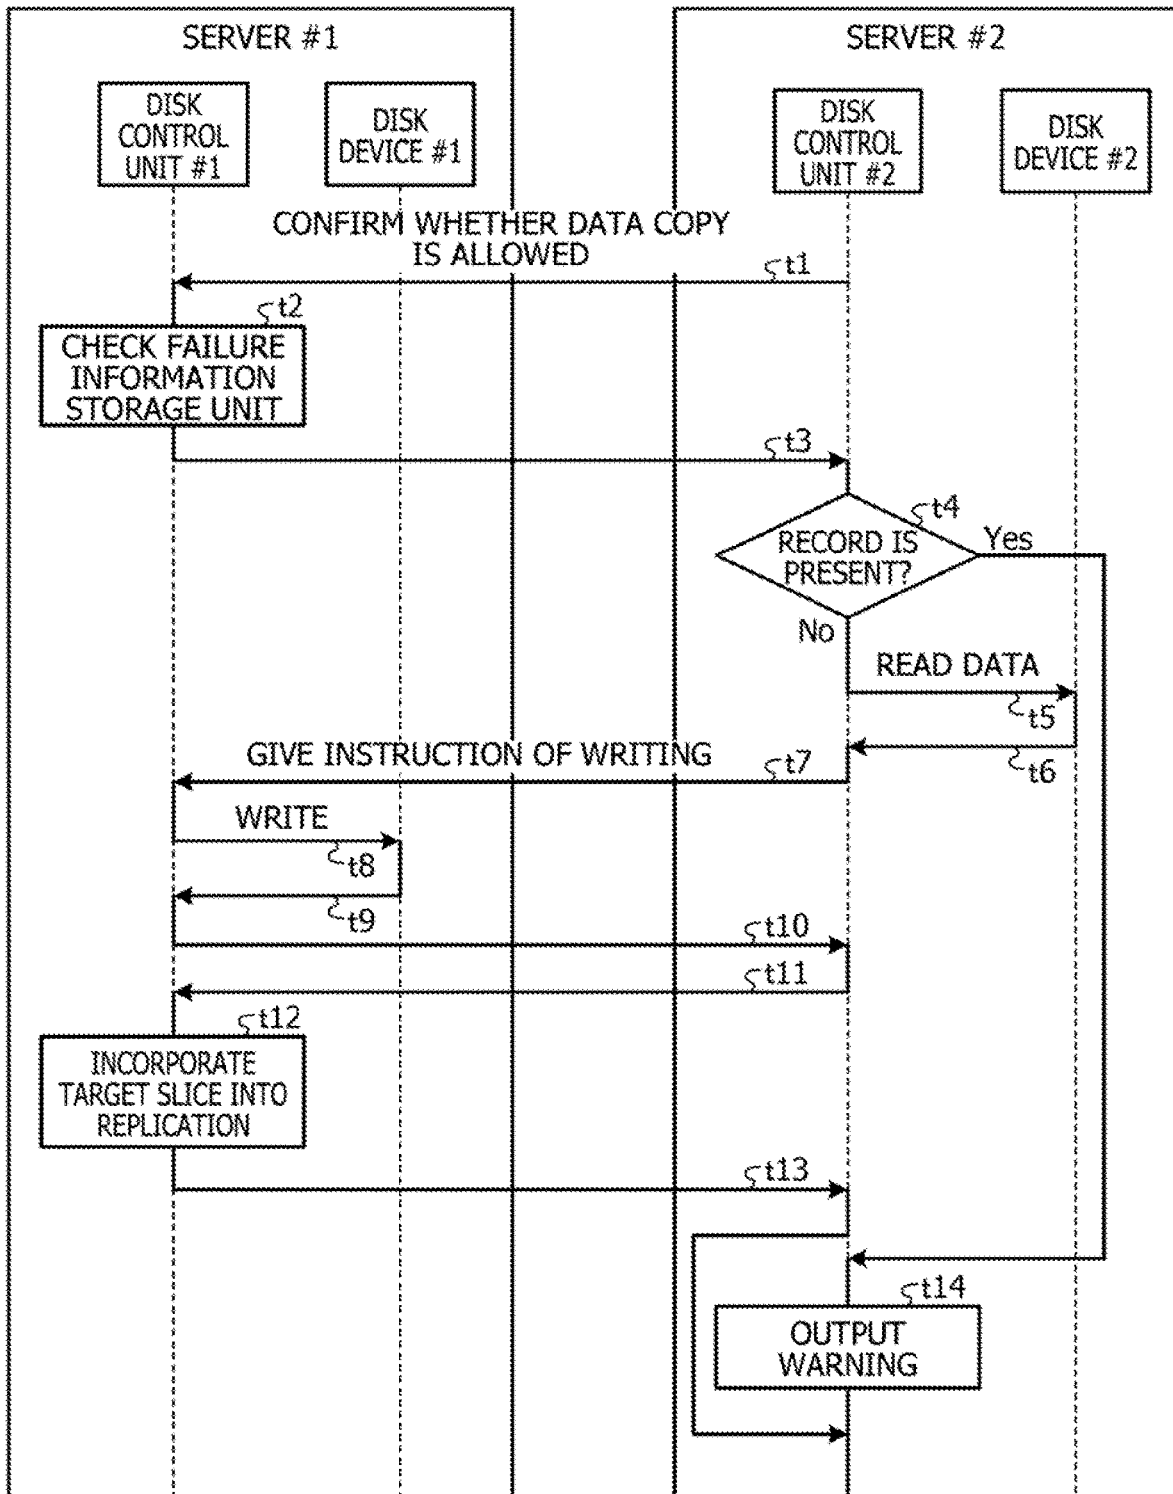 SERVER #1
SERVER #2
DISK
CONTROL
UNIT #1
DISK
DEVICE #1
DISK
CONTROL
UNIT #2
DISK
DEVICE #2
CONFIRM WHETHER DATA COPY
IS ALLOWED
t1
t2
CHECK FAILURE
INFORMATION
STORAGE UNIT
t3
t4
RECORD IS
PRESENT?
Yes
No
READ DATA
t5
t6
GIVE INSTRUCTION OF WRITING
t7
WRITE
t8
t9
t10
t11
t12
INCORPORATE
TARGET SLICE INTO
REPLICATION
t13
t14
OUTPUT
WARNING